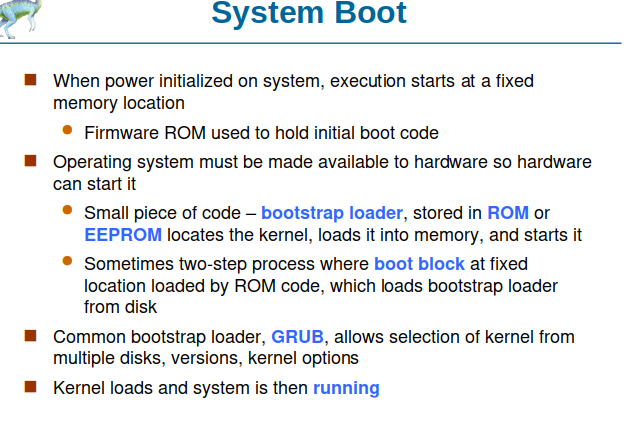 System Boot
When power initialized on system, execution starts at a fixed
memory location
Firmware ROM used to hold initial boot code
Operating system must be made available to hardware so hardware
can start it
Small piece of code – bootstrap loader, stored in ROM or
EEPROM locates the kernel, loads it into memory, and starts it
Sometimes two-step process where boot block at fixed
location loaded by ROM code, which loads bootstrap loader
from disk
Common bootstrap loader, GRUB, allows selection of kernel from
multiple disks, versions, kernel options
Kernel loads and system is then running